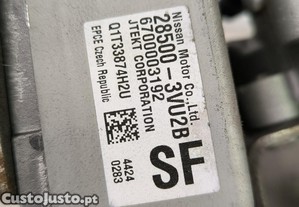 Nissan Motor Co.,Ltd.
28500-3VU2B
6700003192
JTEKT CORPORATION
Q1T33874H2U
EPCE Czech Republic
SF
4424
0283
CustoJusto.pt